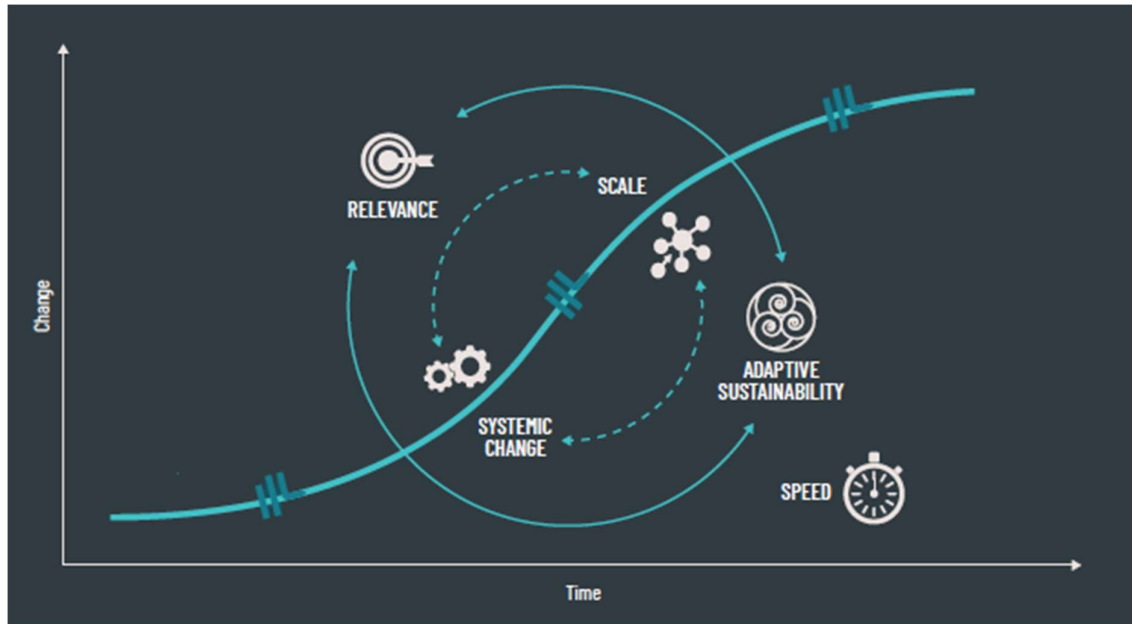 RELEVANCE
SCALE
Change
ADAPTIVE
SUSTAINABILITY
SYSTEMIC
CHANGE
SPEED
Time